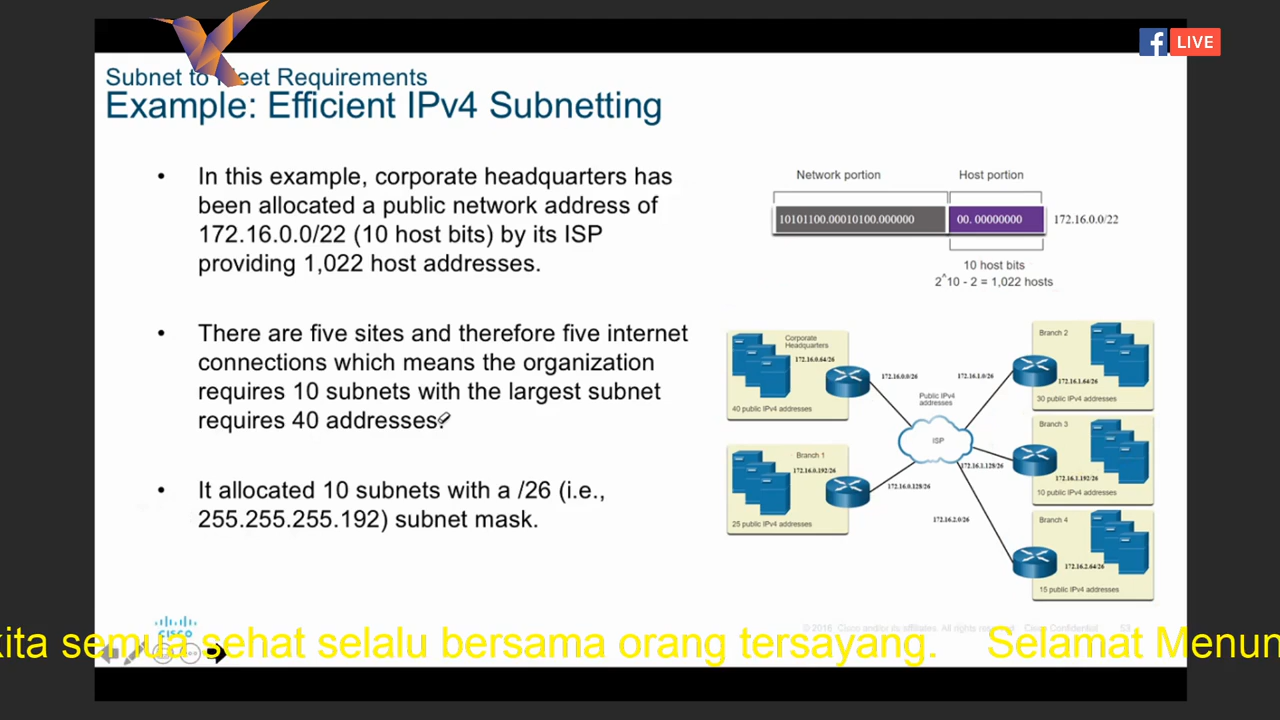 LIVE
Subnet to Meet Requirements
Example: Efficient IPv4 Subnetting
• In this example, corporate headquarters has
been allocated a public network address of
172.16.0.0/22 (10 host bits) by its ISP
providing 1,022 host addresses.
• There are five sites and therefore five internet
connections which means the organization
requires 10 subnets with the largest subnet
requires 40 addresses.
• It allocated 10 subnets with a /26 (i.e.,
255.255.255.192) subnet mask.
Network portion
Host portion
10101100.00010100.000000
00. 00000000
172.16.0.0/22
10 host bits
2^10 - 2 = 1,022 hosts
Corporate
Headquarters
172.16.0.64/26
40 public IPv4 addresses
172.16.0.0/26
Branch 1
172.16.0.192/26
25 public IPv4 addresses
172.16.0.128/26
Public IPv4
addresses
ISP
172.16.1.0/26
Branch 2
172.16.1.64/26
30 public IPv4 addresses
172.16.1.128/26
Branch 3
172.16.1.192/26
10 public IPv4 addresses
172.16.2.0/26
Branch 4
172.16.2.64/26
15 public IPv4 addresses
CISCO
© 2016 Cisco and/or its affiliates. All rights reserved. Cisco Confidential 53
kita semua sehat selalu bersama orang tersayang. Selamat Menun